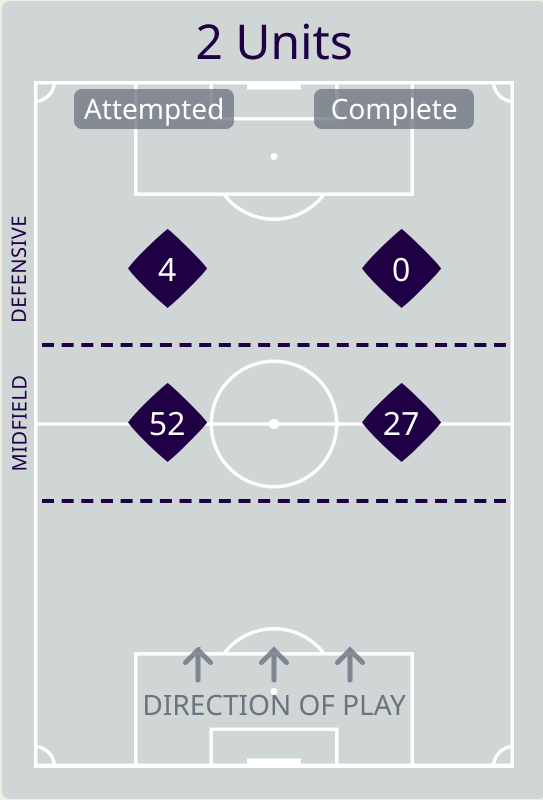 2 Units
Attempted Complete
DEFENSIVE
4 0
MIDFIELD
52 27
DIRECTION OF PLAY